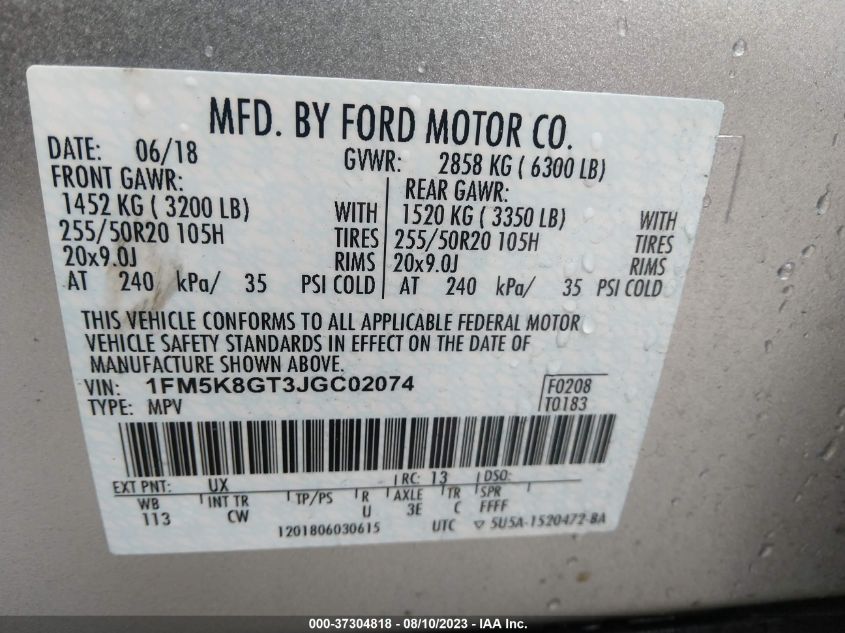 MFD. BY FORD MOTOR CO.
DATE: 06/18 GVWR: 2858 KG ( 6300 LB)
FRONT GAWR: REAR GAWR:
1452 KG ( 3200 LB) WITH 1520 KG ( 3350 LB) WITH
255/50R20 105H TIRES 255/50R20 105H TIRES
20x9.0J RIMS 20x9.0J RIMS
AT 240 kPa/ 35 PSI COLD AT 240 kPa/ 35 PSI COLD
THIS VEHICLE CONFORMS TO ALL APPLICABLE FEDERAL MOTOR
VEHICLE SAFETY STANDARDS IN EFFECT ON THE DATE OF
MANUFACTURE SHOWN ABOVE.
VIN: 1FM5K8GT3JGC02074 F0208
TYPE: MPV T0183
EXT PNT: UX RC: 13 DSO:
WB INT TR TP/PS R AXLE TR SPR
113 CW U 3E C FFFF
1201806030615 UTC ▽ 5U5A-1520472-BA
000-37304818 - 08/10/2023 - IAA Inc.